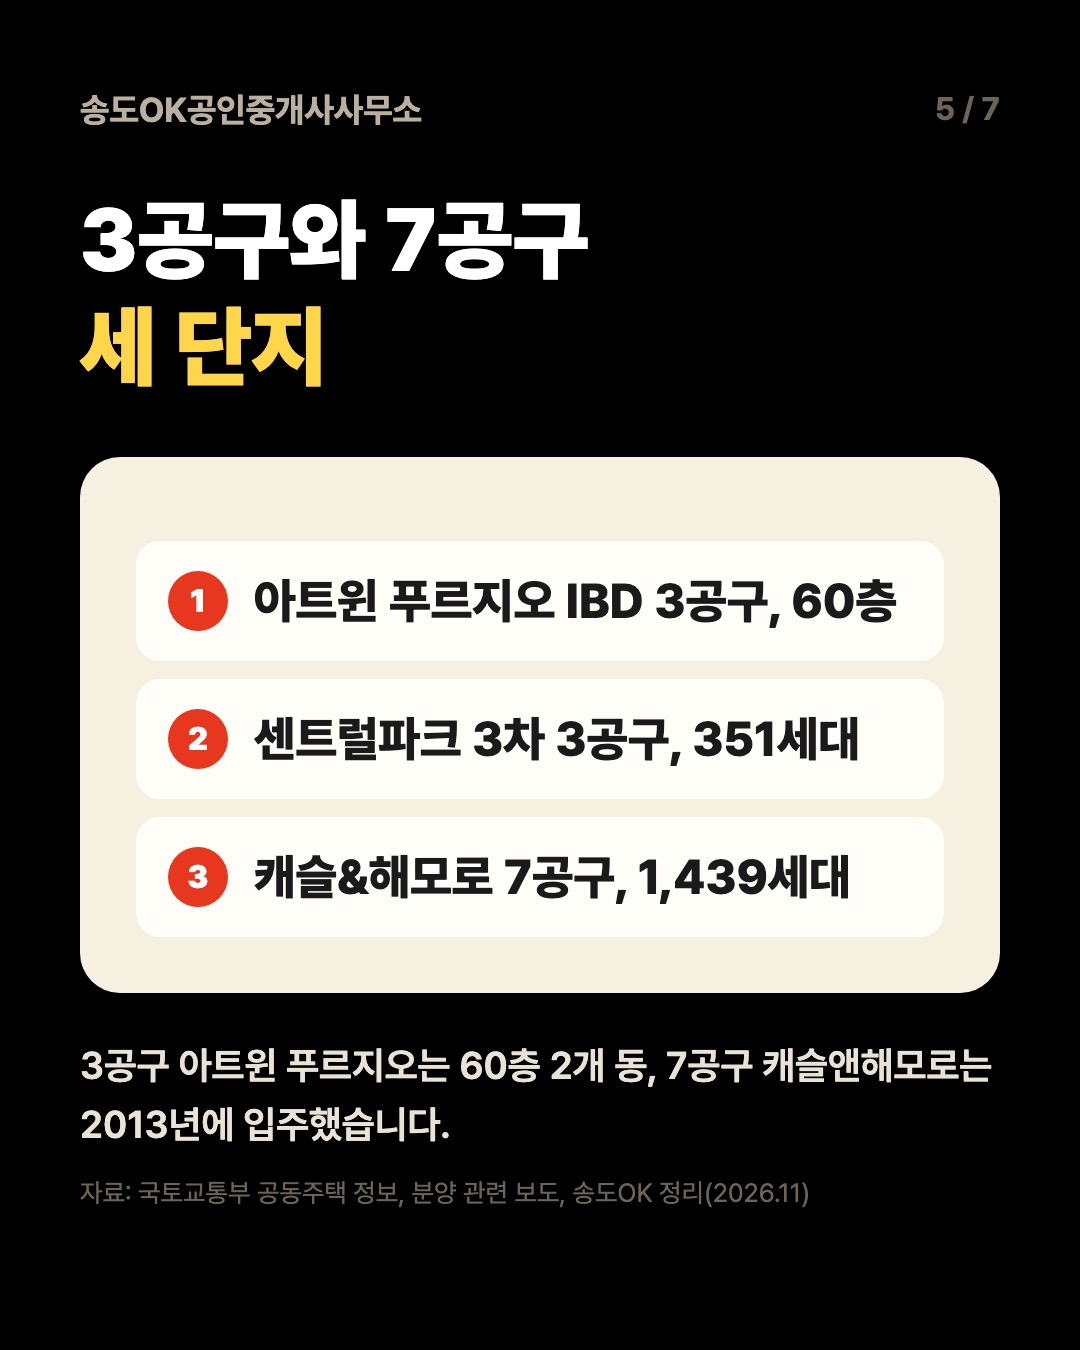 송도OK공인중개사사무소
5 / 7
3공구와 7공구
세 단지
1 아트윈 푸르지오 IBD 3공구, 60층
2 센트럴파크 3차 3공구, 351세대
3 캐슬&해모로 7공구, 1,439세대
3공구 아트윈 푸르지오는 60층 2개 동, 7공구 캐슬앤해모로는
2013년에 입주했습니다.
자료: 국토교통부 공동주택 정보, 분양 관련 보도, 송도OK 정리(2026.11)